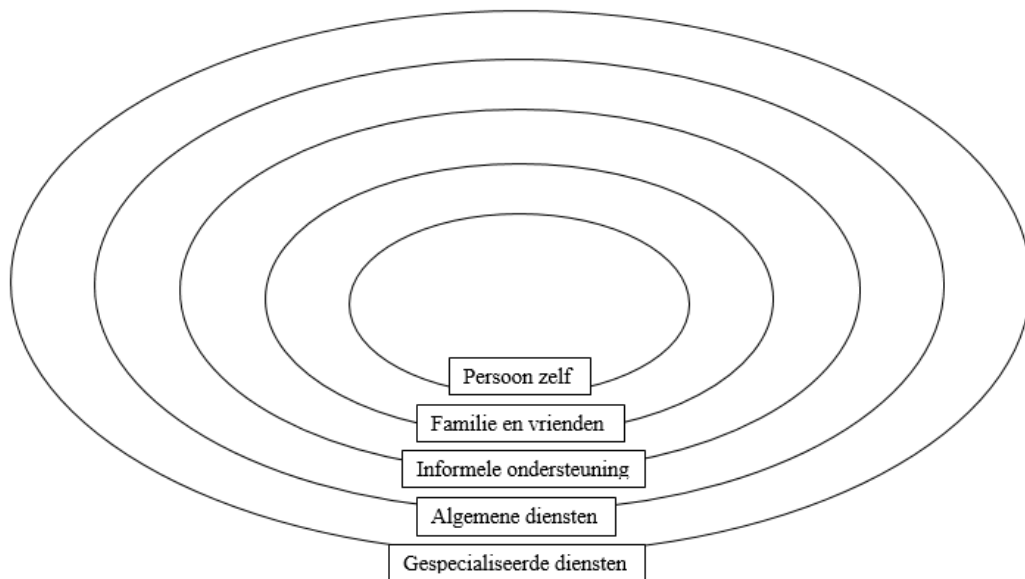 Persoon zelf
Familie en vrienden
Informele ondersteuning
Algemene diensten
Gespecialiseerde diensten